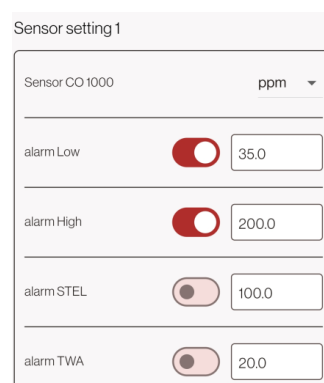 Sensor setting 1
Sensor CO 1000 ppm
alarm Low 35.0
alarm High 200.0
alarm STEL 100.0
alarm TWA 20.0